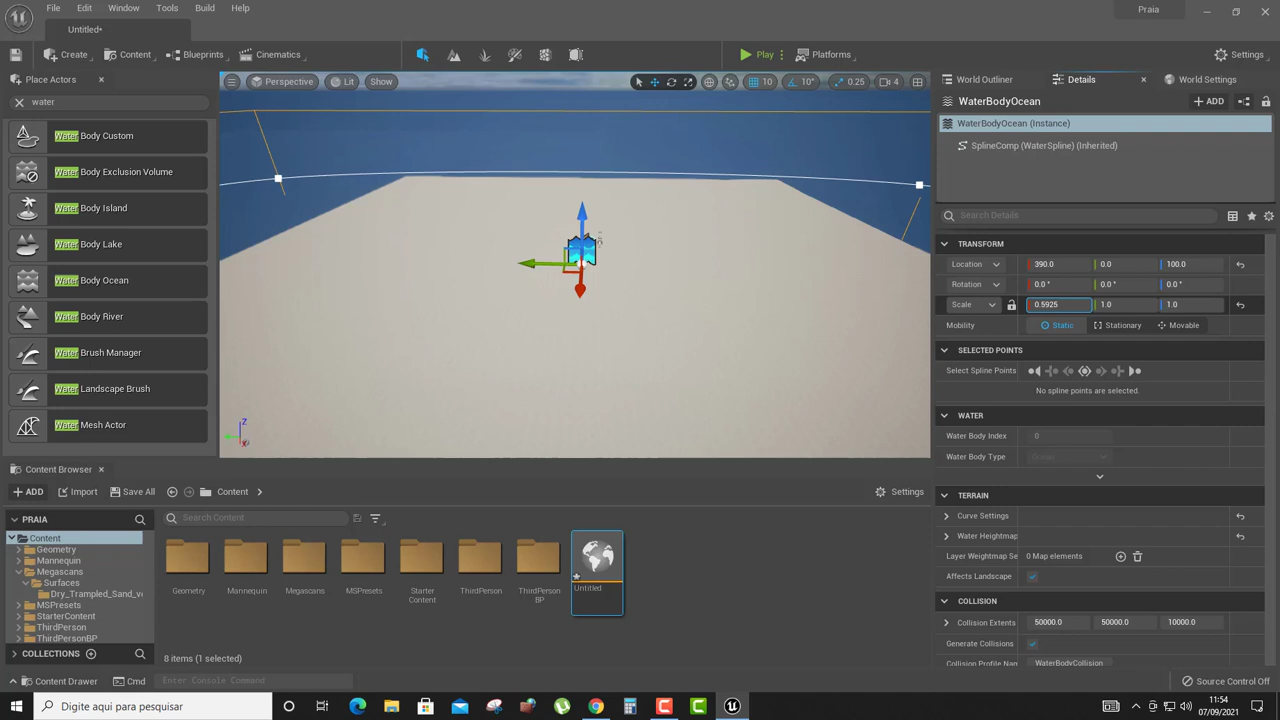 File Edit Window Tools Build Help
Praia
Untitled*
Create Content Blueprints Cinematics Play Platforms Settings
Place Actors
water
Water Body Custom
Water Body Exclusion Volume
Water Body Island
Water Body Lake
Water Body Ocean
Water Body River
Water Brush Manager
Water Landscape Brush
Water Mesh Actor
Perspective Lit Show 10 10° 0.25 4
Z
X
World Outliner Details World Settings
WaterBodyOcean ADD
WaterBodyOcean (Instance)
SplineComp (WaterSpline) (Inherited)
Search Details
TRANSFORM
Location 390.0 0.0 100.0
Rotation 0.0 ° 0.0 ° 0.0 °
Scale 0.5925 1.0 1.0
Mobility Static Stationary Movable
SELECTED POINTS
Select Spline Points
No spline points are selected.
WATER
Water Body Index 0
Water Body Type Ocean
TERRAIN
Curve Settings
Water Heightmap
Layer Weightmap Se 0 Map elements
Affects Landscape
COLLISION
Collision Extents 50000.0 50000.0 10000.0
Generate Collisions
Collision Profile Nan WaterBodyCollision
Content Browser
ADD Import Save All Content Settings
PRAIA
Search Content
Content
Geometry
Mannequin
Megascans
Surfaces
Dry_Trampled_Sand_v
MSPresets
StarterContent
ThirdPerson
ThirdPersonBP
COLLECTIONS
Geometry Mannequin Megascans MSPresets Starter Content ThirdPerson ThirdPerson BP Untitled
8 items (1 selected)
Content Drawer Cmd Enter Console Command Source Control Off
Digite aqui para pesquisar
11:54
07/09/2021